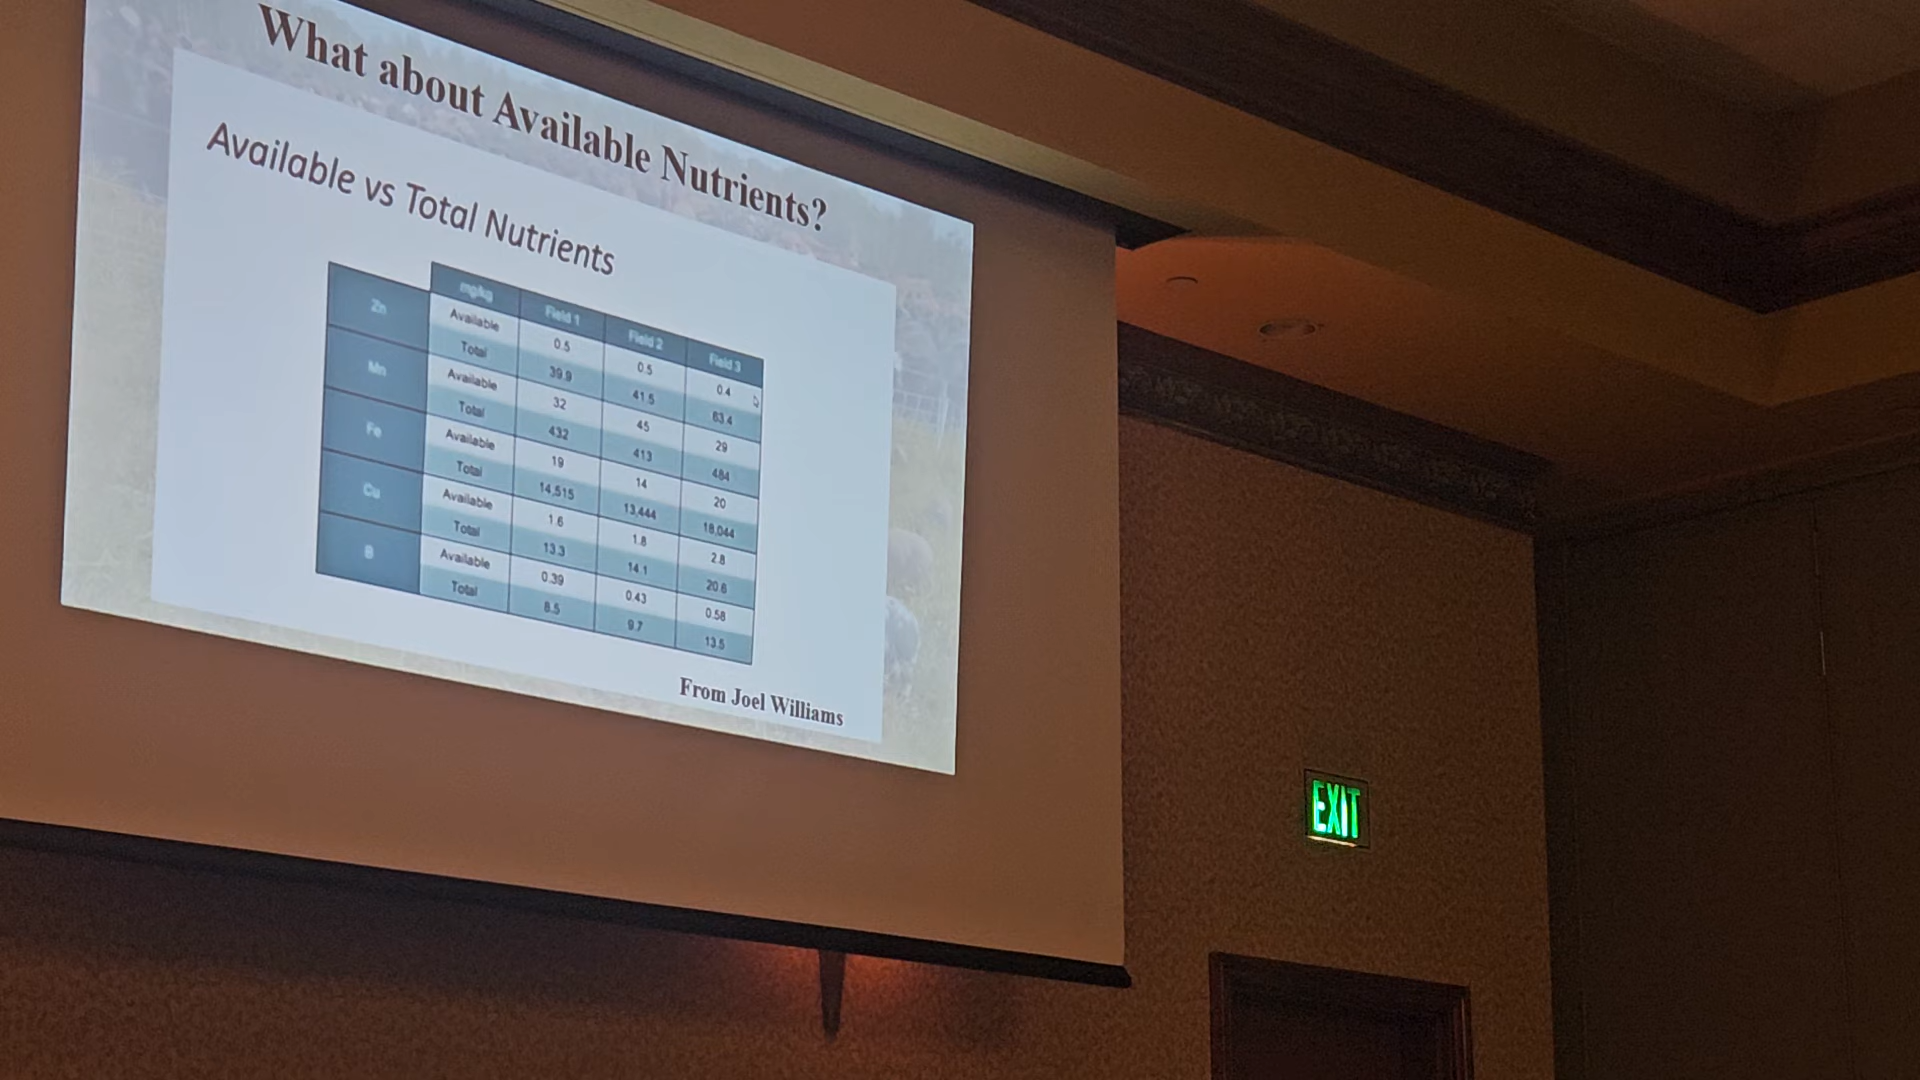 What about Available Nutrients?
Available vs Total Nutrients
mg/kg Field 1 Field 2 Field 3
Zn Available 0.5 0.5 0.4
Total 39.9 41.5 63.4
Mn Available 32 45 29
Total 432 413 484
Fe Available 19 14 20
Total 14,515 13,444 18,044
Cu Available 1.6 1.8 2.8
Total 13.3 14.1 20.6
B Available 0.39 0.43 0.58
Total 8.5 9.7 13.5
From Joel Williams
EXIT